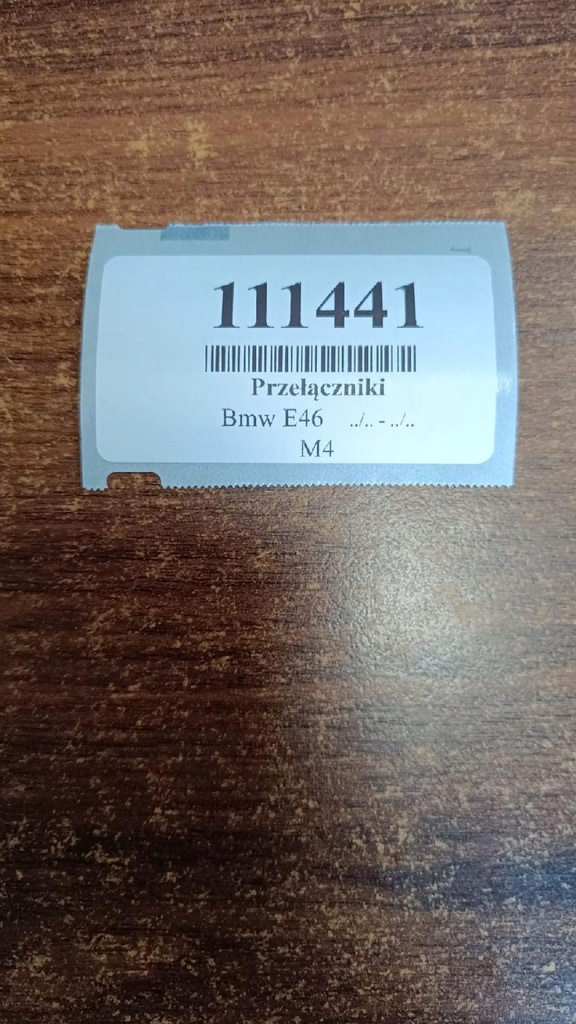 111441
Przełączniki
Bmw E46 ../.. - ../..
M4